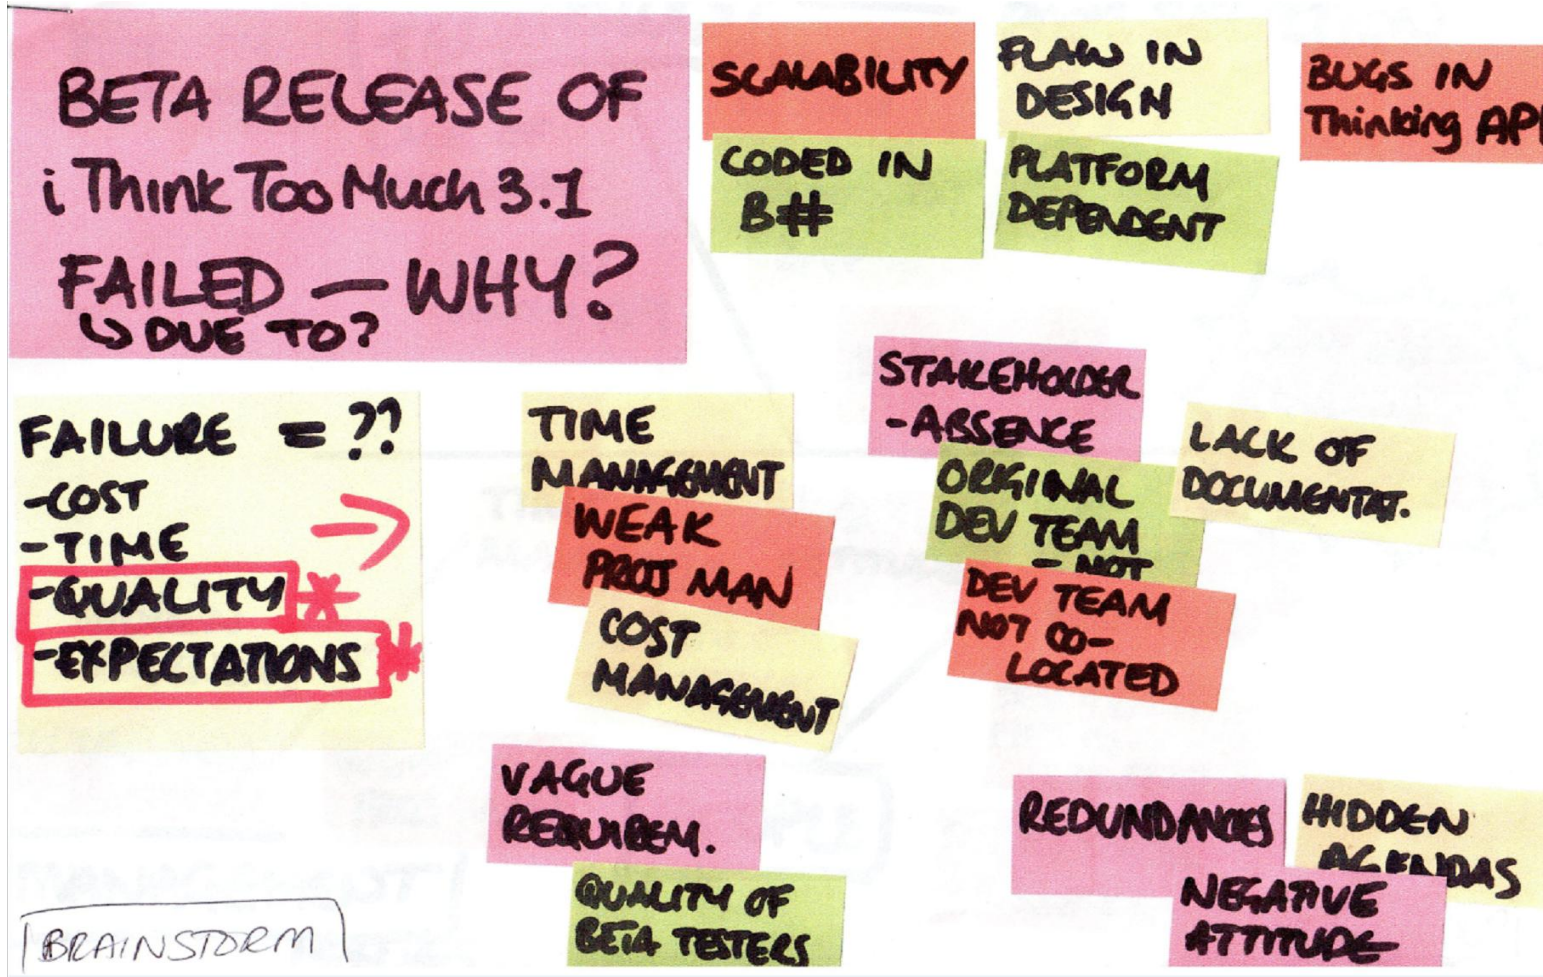 BETA RELEASE OF
i Think Too Much 3.1
FAILED — WHY?
↳ DUE TO?
SCALABILITY
FLAW IN
DESIGN
BUGS IN
Thinking API
CODED IN
B#
PLATFORM
DEPENDENT
FAILURE = ??
-COST
-TIME
-QUALITY *
-EXPECTATIONS *
TIME
MANAGEMENT
WEAK
PROJ MAN
COST
MANAGEMENT
STAKEHOLDER
-ABSENCE
LACK OF
DOCUMENTAT.
ORIGINAL
DEV TEAM
- NOT
DEV TEAM
NOT CO-
LOCATED
VAGUE
REQUIREM.
QUALITY OF
BETA TESTERS
REDUNDANCIES
HIDDEN
AGENDAS
NEGATIVE
ATTITUDE
BRAINSTORM